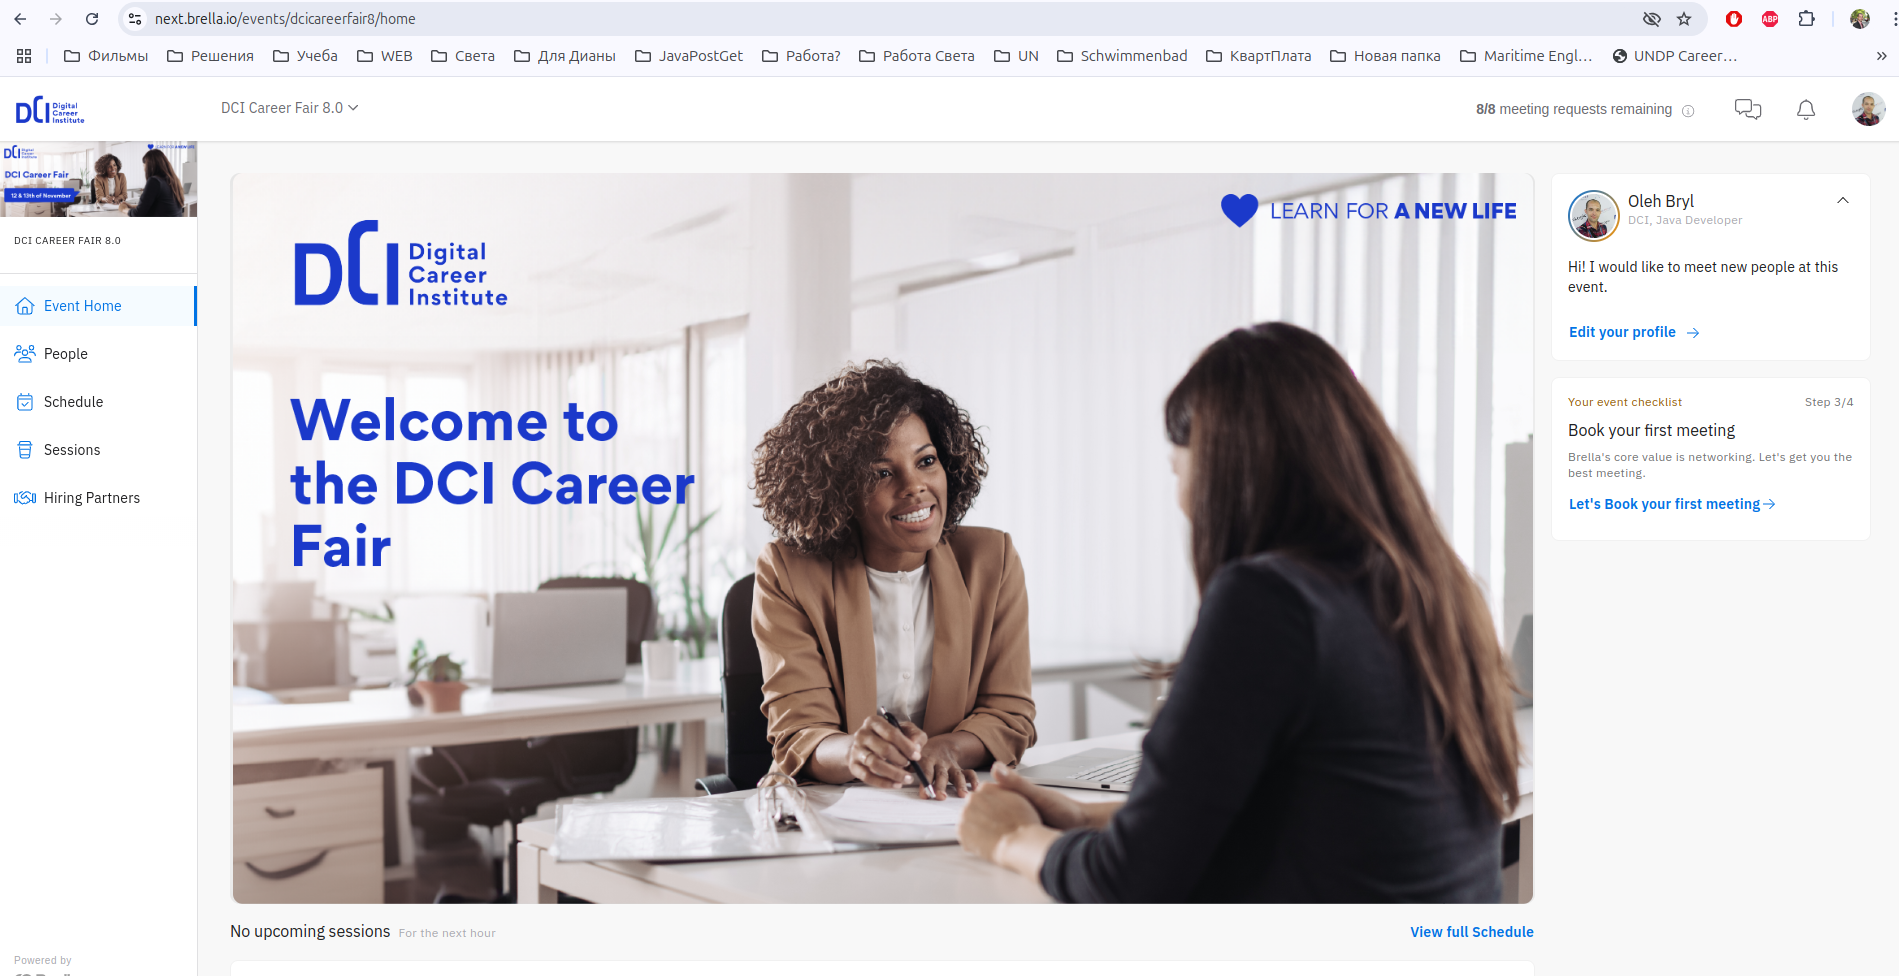 next.brella.io/events/dcicareerfair8/home
ABP
Фильмы
Решения
Учеба
WEB
Света
Для Дианы
JavaPostGet
Работа?
Работа Света
UN
Schwimmenbad
КвартПлата
Новая папка
Maritime Engl...
UNDP Career...
DCI Digital
Career
Institute
DCI Career Fair 8.0
8/8 meeting requests remaining
DCI
LEARN FOR A NEW LIFE
DCI Career Fair
12 & 13th of November
DCI CAREER FAIR 8.0
Event Home
People
Schedule
Sessions
Hiring Partners
Powered by
LEARN FOR A NEW LIFE
DCI Digital
Career
Institute
Welcome to
the DCI Career
Fair
No upcoming sessions For the next hour
View full Schedule
Oleh Bryl
DCI, Java Developer
Hi! I would like to meet new people at this
event.
Edit your profile
Your event checklist
Step 3/4
Book your first meeting
Brella's core value is networking. Let's get you the
best meeting.
Let's Book your first meeting